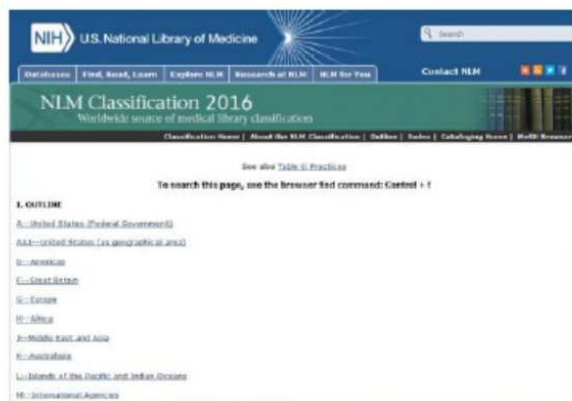 NIH U.S. National Library of Medicine
Search
Databases Find, Read, Learn Explore NLM Research at NLM NLM for You Contact NLM
NLM Classification 2016
Worldwide source of medical library classifications
Classification Home | About the NLM Classification | Outline | Index | Cataloging Home | MeSH Browser
See also Table G Practices
To search this page, use the browser find command: Control + f
I. OUTLINE
A--United States (Federal Government)
AA1--United States (as geographical area)
D--Americas
F--Great Britain
G--Europe
H--Africa
J--Middle East and Asia
K--Australasia
L--Islands of the Pacific and Indian Oceans
M--International Agencies